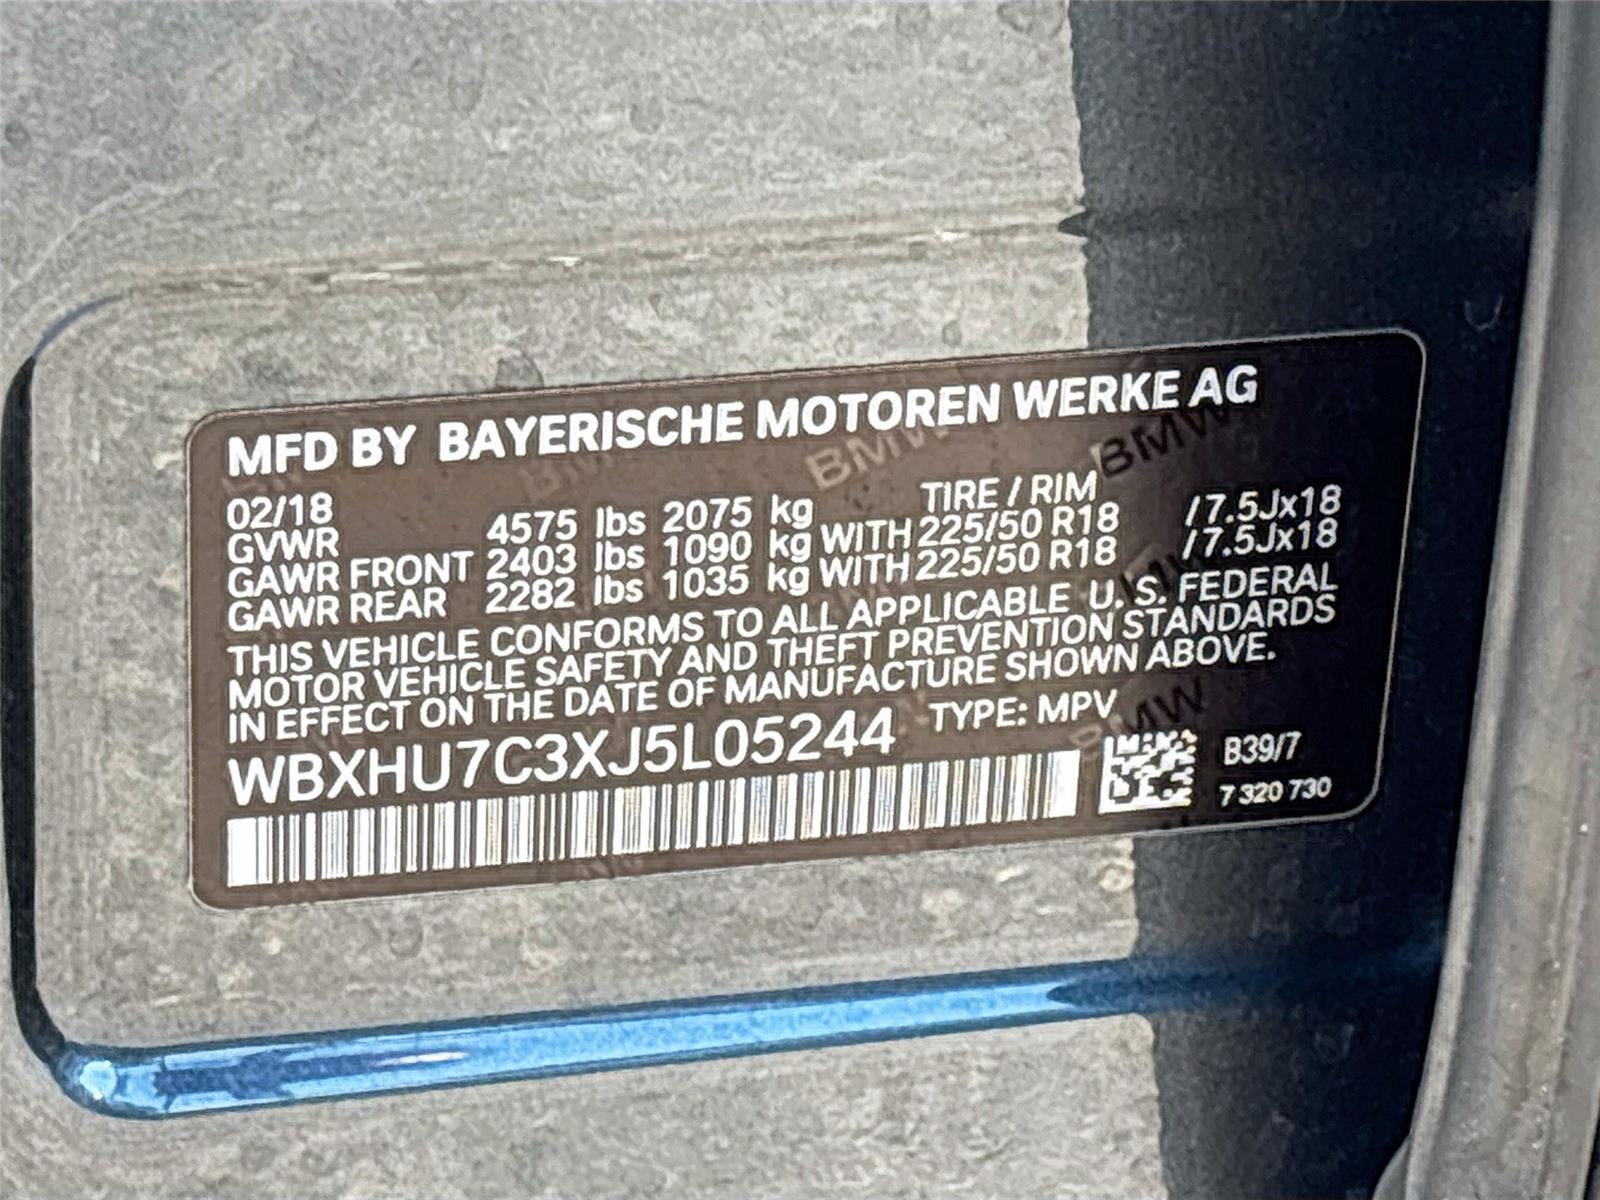 MFD BY BAYERISCHE MOTOREN WERKE AG
02/18 TIRE / RIM
GVWR 4575 lbs 2075 kg
GAWR FRONT 2403 lbs 1090 kg WITH 225/50 R18 /7.5Jx18
GAWR REAR 2282 lbs 1035 kg WITH 225/50 R18 /7.5Jx18
THIS VEHICLE CONFORMS TO ALL APPLICABLE U. S. FEDERAL
MOTOR VEHICLE SAFETY AND THEFT PREVENTION STANDARDS
IN EFFECT ON THE DATE OF MANUFACTURE SHOWN ABOVE.
WBXHU7C3XJ5L05244 TYPE: MPV
B39/7
7 320 730
BMW
BMW
BMW